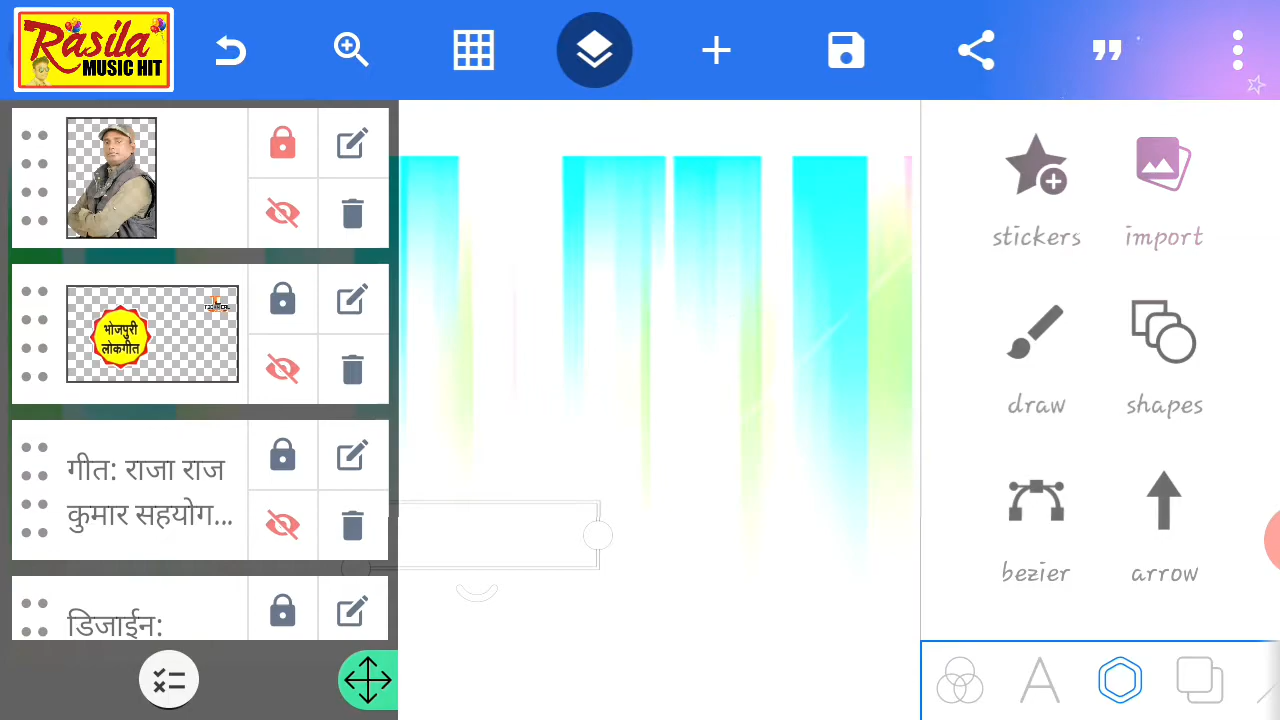 Rasila
MUSIC HIT
stickers
import
भोजपुरी
लोकगीत
draw
shapes
गीत: राजा राज
कुमार सहयोग...
bezier
arrow
डिजाईन: